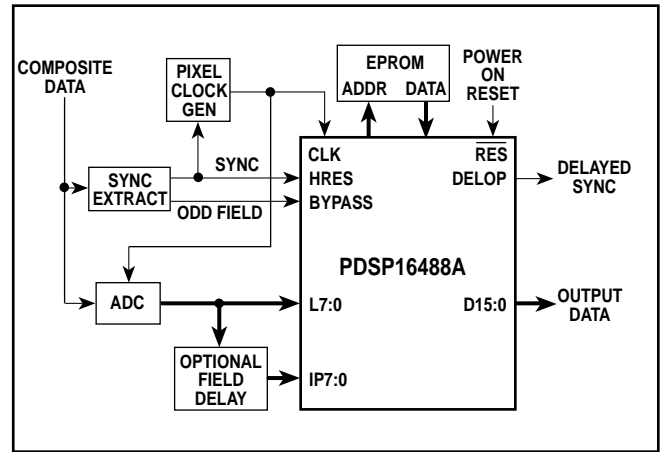 COMPOSITE
DATA
PIXEL
CLOCK
GEN
EPROM
ADDR DATA
POWER
ON
RESET
SYNC
EXTRACT
SYNC
ODD FIELD
CLK
HRES
BYPASS
RES
DELOP
DELAYED
SYNC
PDSP16488A
ADC
L7:0
D15:0
OUTPUT
DATA
OPTIONAL
FIELD
DELAY
IP7:0